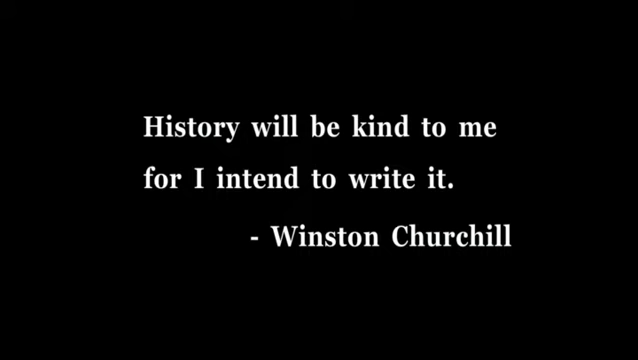 History will be kind to me
for I intend to write it.
- Winston Churchill